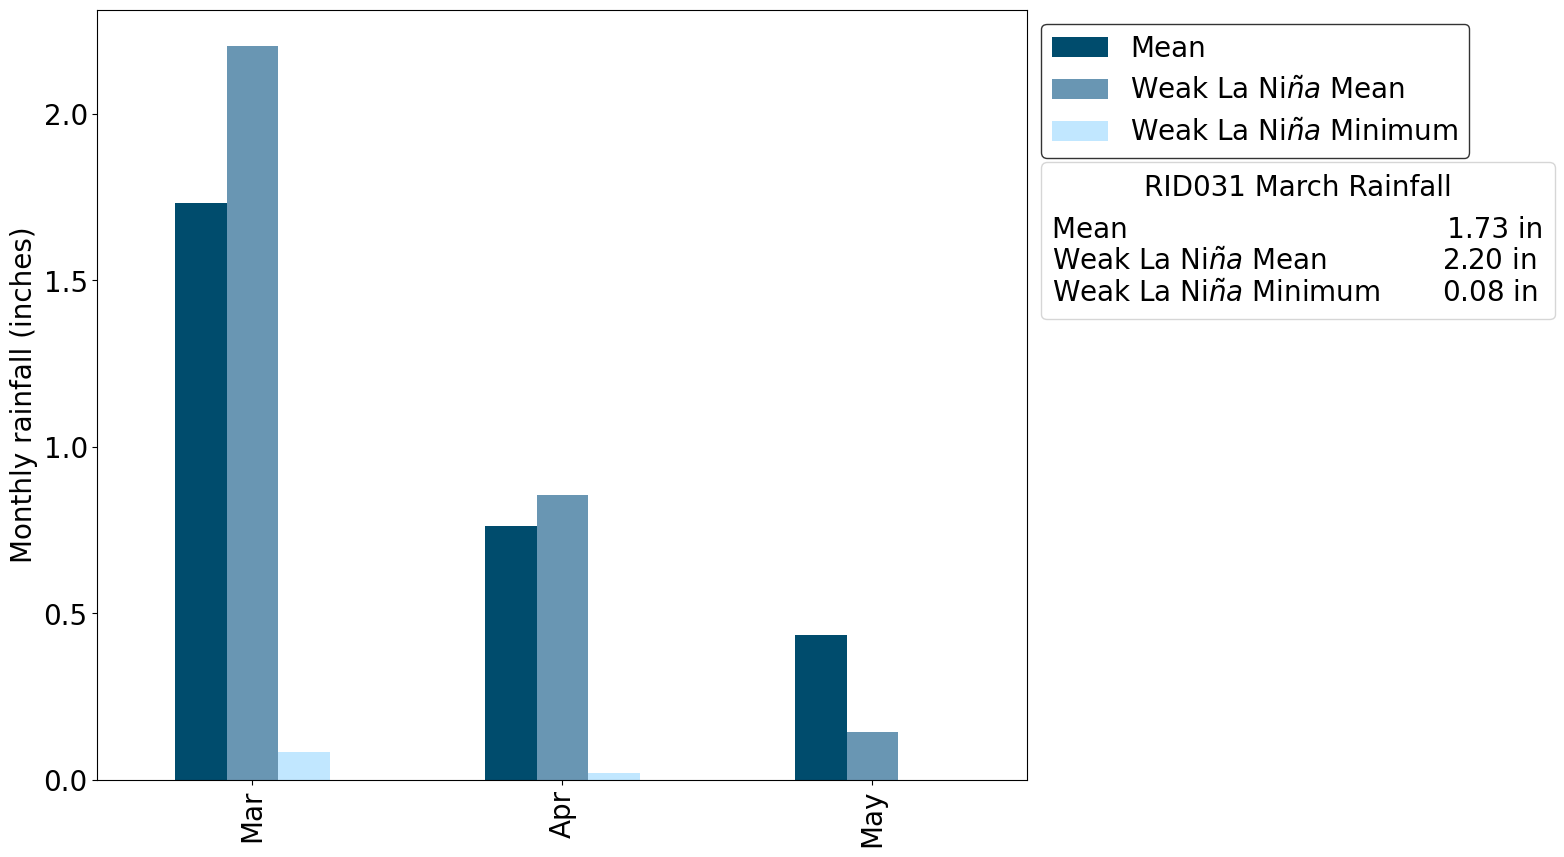 Mean
Weak La Niña Mean
Weak La Niña Minimum
RID031 March Rainfall
Mean 1.73 in
Weak La Niña Mean 2.20 in
Weak La Niña Minimum 0.08 in
Monthly rainfall (inches)
2.0
1.5
1.0
0.5
0.0
Mar
Apr
May